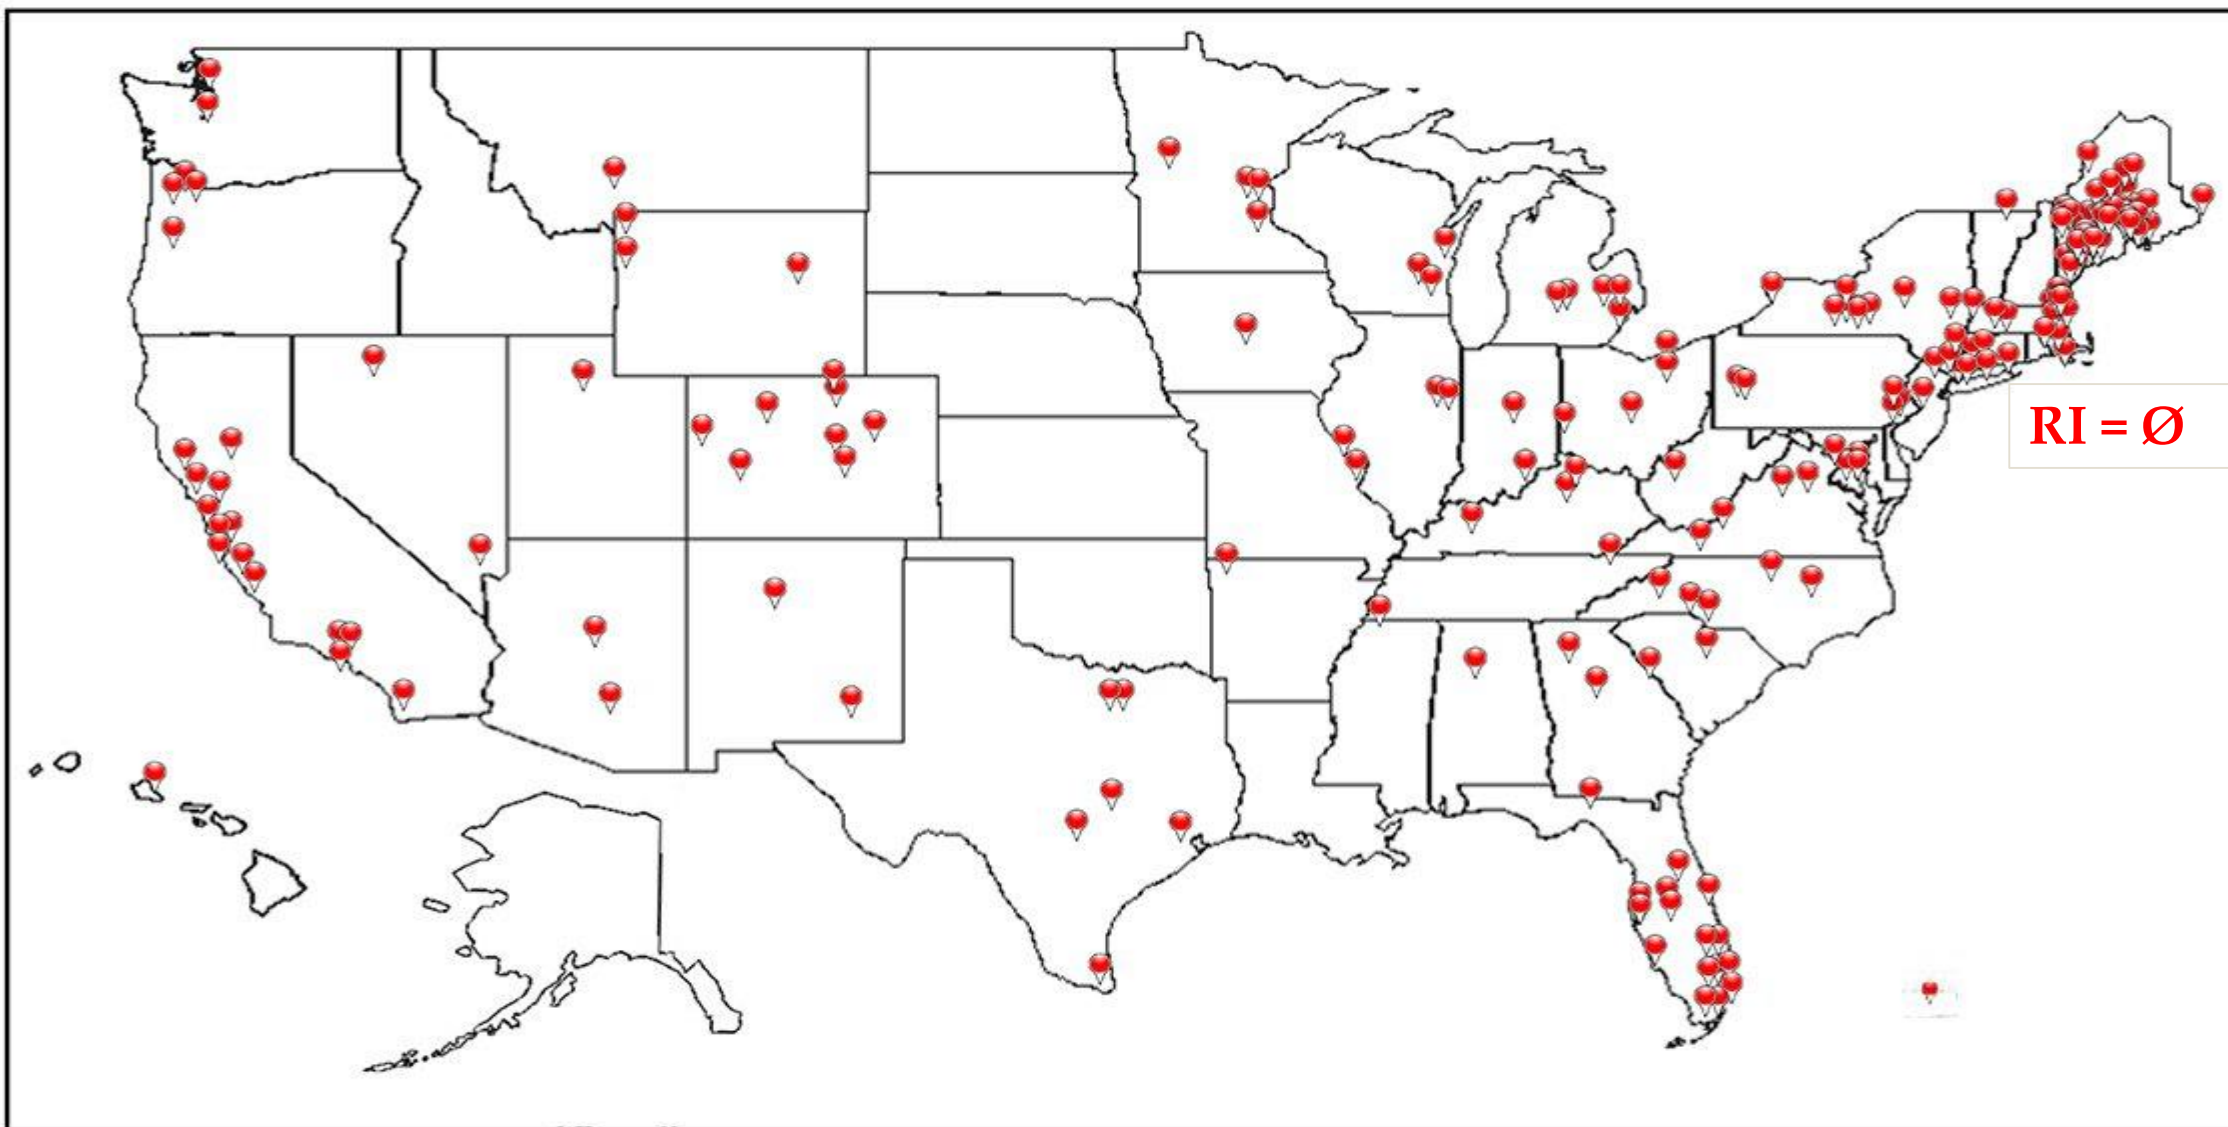 RI = Ø